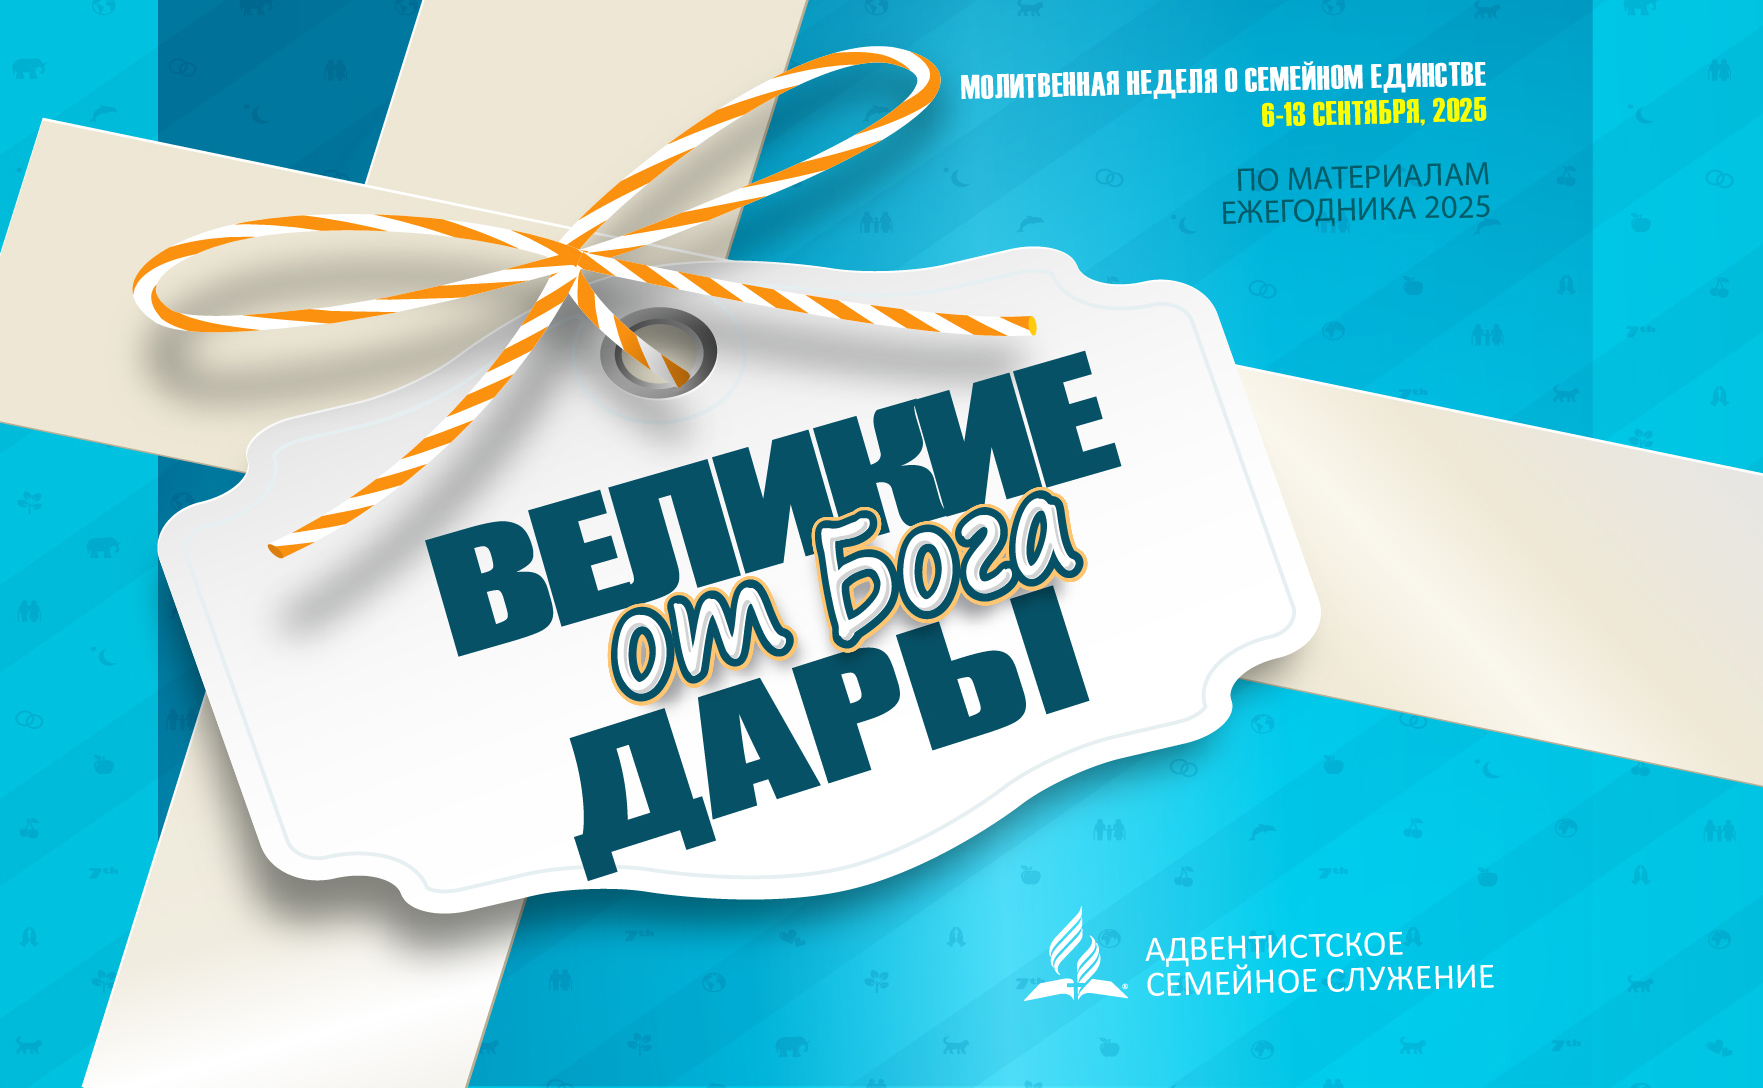 МОЛИТВЕННАЯ НЕДЕЛЯ О СЕМЕЙНОМ ЕДИНСТВЕ
6-13 СЕНТЯБРЯ, 2025
ПО МАТЕРИАЛАМ
ЕЖЕГОДНИКА 2025
ВЕЛИКИЕ
от Бога
ДАРЫ
АДВЕНТИСТСКОЕ
СЕМЕЙНОЕ СЛУЖЕНИЕ